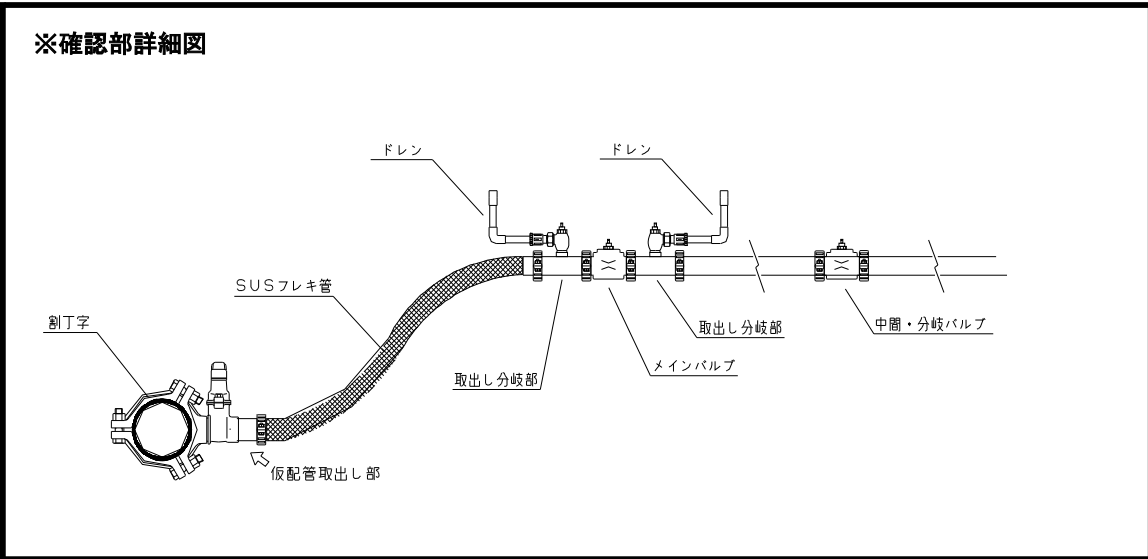 ※確認部詳細図
ドレン
ドレン
SUSフレキ管
割丁字
取出し分岐部
メインバルブ
取出し分岐部
中間・分岐バルブ
仮配管取出し部